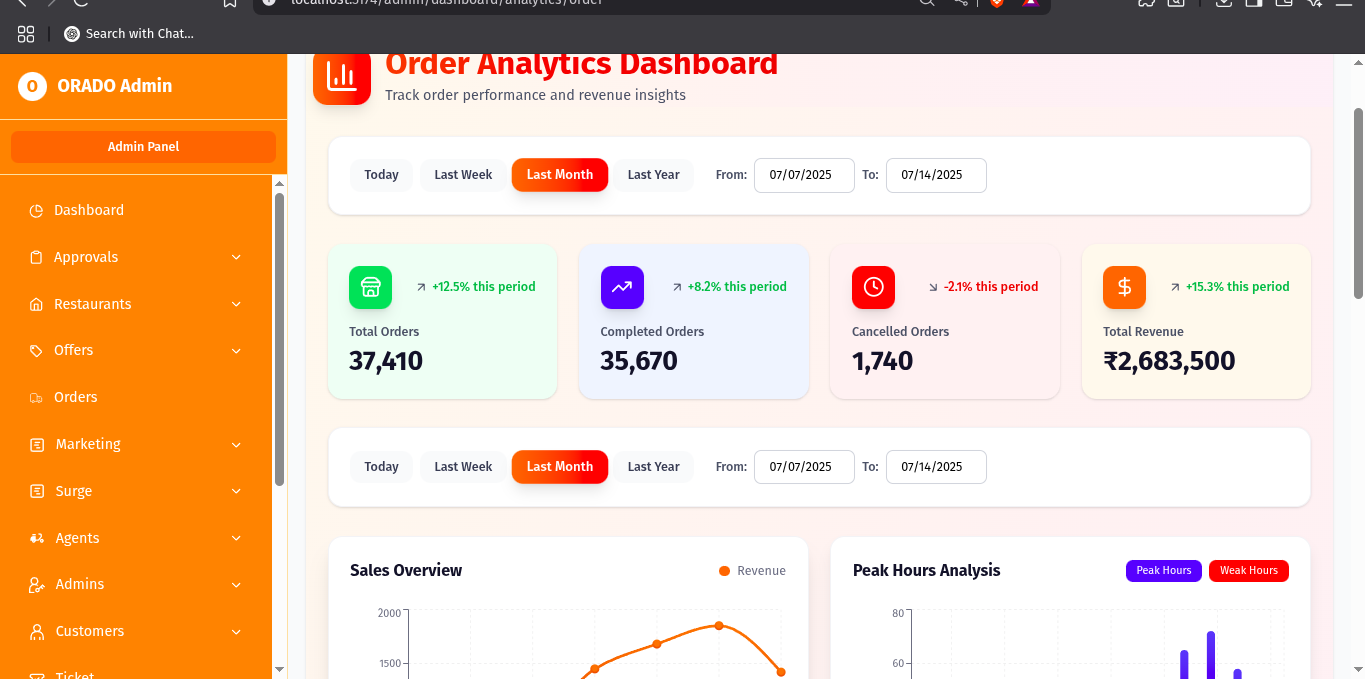 localhost:5174/admin/dashboard/analytics/order
Search with Chat...
O ORADO Admin
Admin Panel
Dashboard
Approvals
Restaurants
Offers
Orders
Marketing
Surge
Agents
Admins
Customers
Ticket
Order Analytics Dashboard
Track order performance and revenue insights
Today Last Week Last Month Last Year From: 07/07/2025 To: 07/14/2025
+12.5% this period
Total Orders
37,410
+8.2% this period
Completed Orders
35,670
-2.1% this period
Cancelled Orders
1,740
$ +15.3% this period
Total Revenue
₹2,683,500
Today Last Week Last Month Last Year From: 07/07/2025 To: 07/14/2025
Sales Overview Revenue
2000
1500
Peak Hours Analysis Peak Hours Weak Hours
80
60